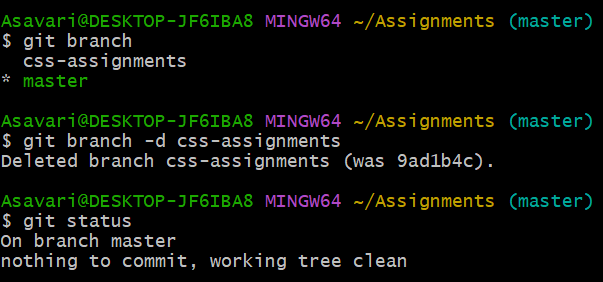 Asavari@DESKTOP-JF6IBA8 MINGW64 ~/Assignments (master)
$ git branch
  css-assignments
* master

Asavari@DESKTOP-JF6IBA8 MINGW64 ~/Assignments (master)
$ git branch -d css-assignments
Deleted branch css-assignments (was 9ad1b4c).

Asavari@DESKTOP-JF6IBA8 MINGW64 ~/Assignments (master)
$ git status
On branch master
nothing to commit, working tree clean